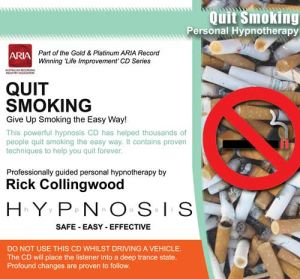 Quit Smoking
Personal Hypnotherapy
ARIA
Part of the Gold & Platinum ARIA Record
Winning 'Life Improvement' CD Series
QUIT
SMOKING
Give Up Smoking the Easy Way!
This powerful hypnosis CD has helped thousands of
people quit smoking the easy way. It contains proven
techniques to help you quit forever.
Professionally guided personal hypnotherapy by
Rick Collingwood
HYPNOSIS
SAFE - EASY - EFFECTIVE
DO NOT USE THIS CD WHILST DRIVING A VEHICLE.
The CD will place the listener into a deep trance state.
Profound changes are proven to follow.